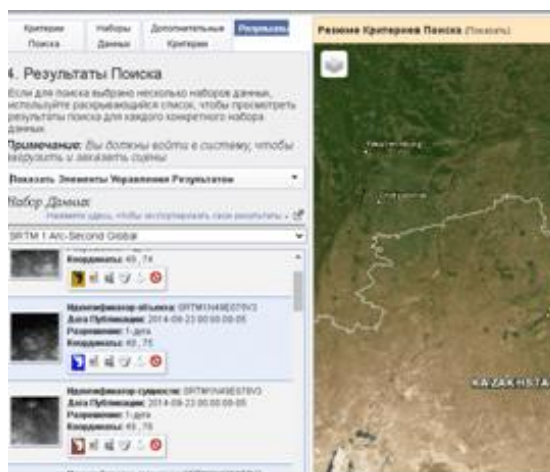 Критерии Поиска
Наборы Данных
Дополнительные Критерии
Результаты
4. Результаты Поиска
Если для поиска выбрано несколько наборов данных,
используйте раскрывающийся список, чтобы просмотреть
результаты поиска для каждого конкретного набора
данных.
Примечание: Вы должны войти в систему, чтобы
загрузить и заказать сцены
Показать Элементы Управления Результатом
Набор Данных
Нажмите здесь, чтобы экспортировать свои результаты »
SRTM 1 Arc-Second Global
Координаты: 49 , 74
Идентификатор объекта: SRTM1N49E075V3
Дата Публикации: 2014-09-23 00:00:00-05
Разрешение: 1-дуга
Координаты: 49 , 75
Идентификатор сущности: SRTM1N49E076V3
Дата Публикации: 2014-09-23 00:00:00-05
Разрешение: 1-дуга
Координаты: 49 , 76
Резюме Критериев Поиска (Показать)
Yekaterinburg
Chelyabinsk
KAZAKHSTA